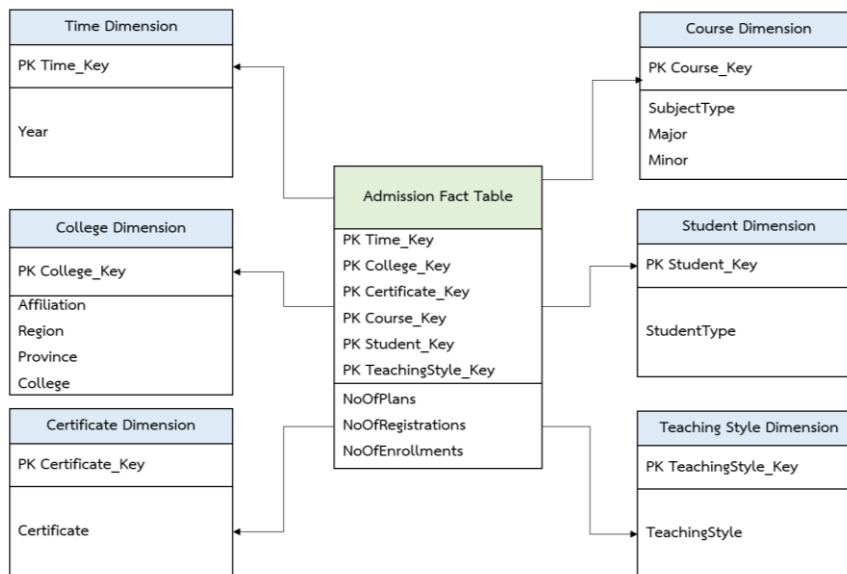 Time Dimension
PK Time_Key
Year
College Dimension
PK College_Key
Affiliation
Region
Province
College
Certificate Dimension
PK Certificate_Key
Certificate
Admission Fact Table
PK Time_Key
PK College_Key
PK Certificate_Key
PK Course_Key
PK Student_Key
PK TeachingStyle_Key
NoOfPlans
NoOfRegistrations
NoOfEnrollments
Course Dimension
PK Course_Key
SubjectType
Major
Minor
Student Dimension
PK Student_Key
StudentType
Teaching Style Dimension
PK TeachingStyle_Key
TeachingStyle